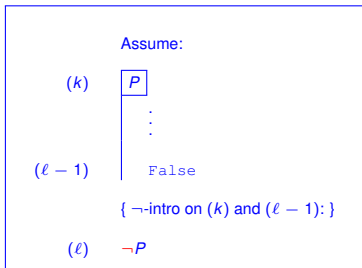 Assume:
(k) P
.
.
.
(ℓ − 1) False
{ ¬-intro on (k) and (ℓ − 1): }
(ℓ) ¬P